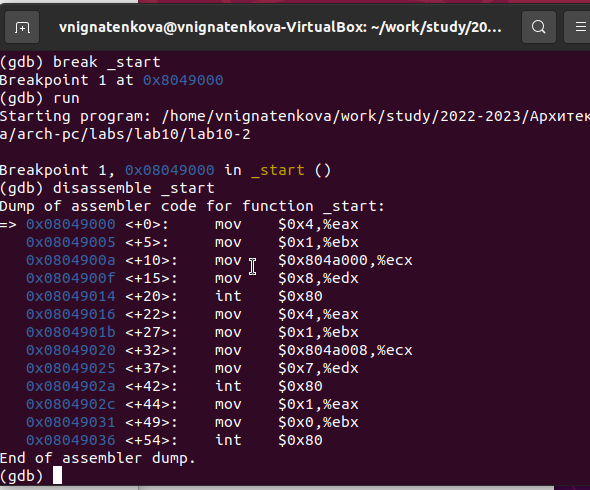 vnignatenkova@vnignatenkova-VirtualBox: ~/work/study/20...
(gdb) break _start
Breakpoint 1 at 0x8049000
(gdb) run
Starting program: /home/vnignatenkova/work/study/2022-2023/Архитек
a/arch-pc/labs/lab10/lab10-2

Breakpoint 1, 0x08049000 in _start ()
(gdb) disassemble _start
Dump of assembler code for function _start:
=> 0x08049000 <+0>:     mov    $0x4,%eax
   0x08049005 <+5>:     mov    $0x1,%ebx
   0x0804900a <+10>:    mov    $0x804a000,%ecx
   0x0804900f <+15>:    mov    $0x8,%edx
   0x08049014 <+20>:    int    $0x80
   0x08049016 <+22>:    mov    $0x4,%eax
   0x0804901b <+27>:    mov    $0x1,%ebx
   0x08049020 <+32>:    mov    $0x804a008,%ecx
   0x08049025 <+37>:    mov    $0x7,%edx
   0x0804902a <+42>:    int    $0x80
   0x0804902c <+44>:    mov    $0x1,%eax
   0x08049031 <+49>:    mov    $0x0,%ebx
   0x08049036 <+54>:    int    $0x80
End of assembler dump.
(gdb)